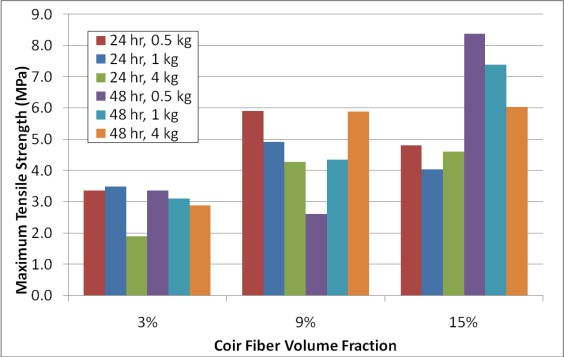 9.0
8.0
7.0
6.0
5.0
4.0
3.0
2.0
1.0
0.0
Maximum Tensile Strength (MPa)
24 hr, 0.5 kg
24 hr, 1 kg
24 hr, 4 kg
48 hr, 0.5 kg
48 hr, 1 kg
48 hr, 4 kg
3% 9% 15%
Coir Fiber Volume Fraction